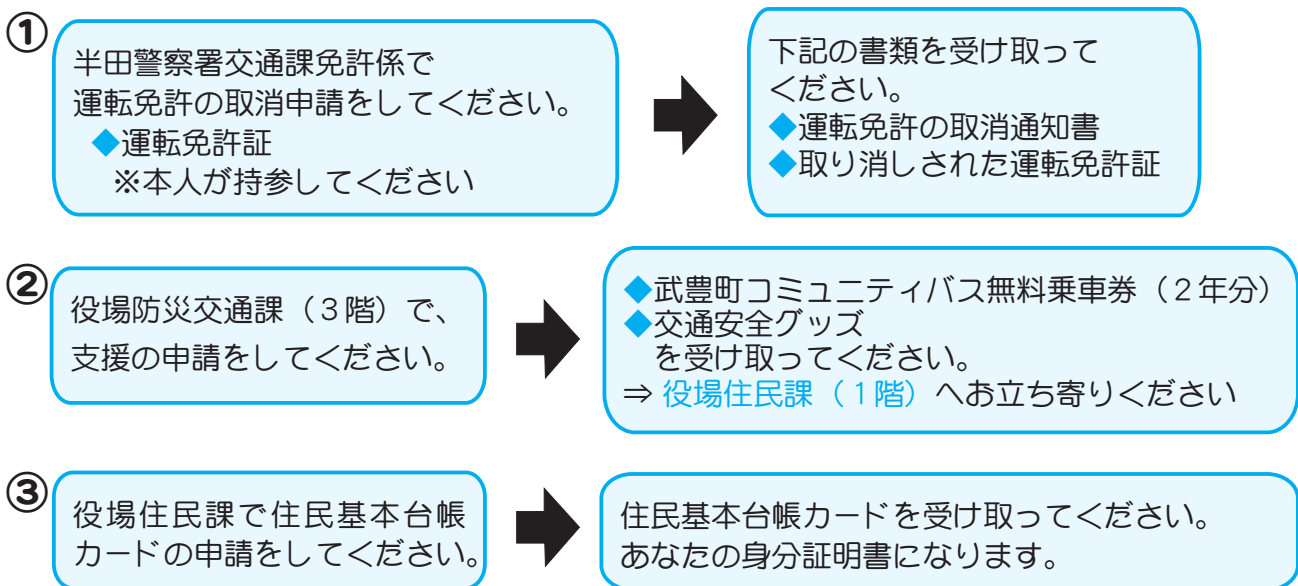 ①
半田警察署交通課免許係で
運転免許の取消申請をしてください。
◆運転免許証
※本人が持参してください
下記の書類を受け取って
ください。
◆運転免許の取消通知書
◆取り消しされた運転免許証
②
役場防災交通課（３階）で、
支援の申請をしてください。
◆武豊町コミュニティバス無料乗車券（２年分）
◆交通安全グッズ
を受け取ってください。
⇒ 役場住民課（１階）へお立ち寄りください
③
役場住民課で住民基本台帳
カードの申請をしてください。
住民基本台帳カードを受け取ってください。
あなたの身分証明書になります。